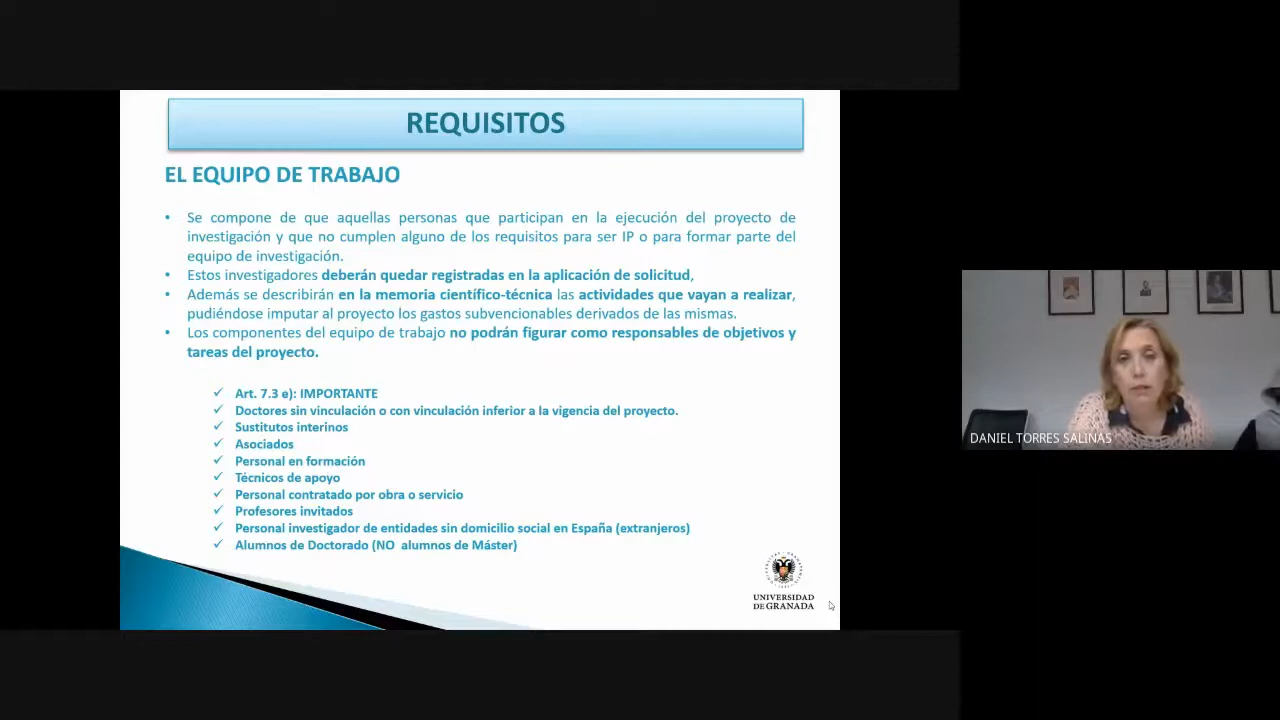 REQUISITOS
EL EQUIPO DE TRABAJO
• Se compone de que aquellas personas que participan en la ejecución del proyecto de
investigación y que no cumplen alguno de los requisitos para ser IP o para formar parte del
equipo de investigación.
• Estos investigadores deberán quedar registradas en la aplicación de solicitud,
• Además se describirán en la memoria científico-técnica las actividades que vayan a realizar,
pudiéndose imputar al proyecto los gastos subvencionables derivados de las mismas.
• Los componentes del equipo de trabajo no podrán figurar como responsables de objetivos y
tareas del proyecto.
✓ Art. 7.3 e): IMPORTANTE
✓ Doctores sin vinculación o con vinculación inferior a la vigencia del proyecto.
✓ Sustitutos interinos
✓ Asociados
✓ Personal en formación
✓ Técnicos de apoyo
✓ Personal contratado por obra o servicio
✓ Profesores invitados
✓ Personal investigador de entidades sin domicilio social en España (extranjeros)
✓ Alumnos de Doctorado (NO alumnos de Máster)
UNIVERSIDAD
DE GRANADA
DANIEL TORRES SALINAS